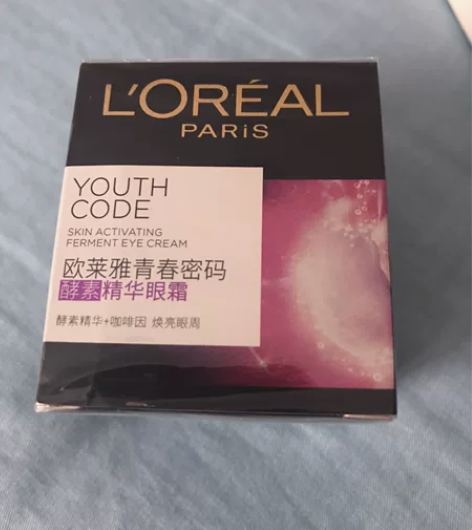 L'ORÉAL
PARiS
YOUTH
CODE
SKIN ACTIVATING
FERMENT EYE CREAM
欧莱雅青春密码
酵素精华眼霜
酵素精华+咖啡因 焕亮眼周